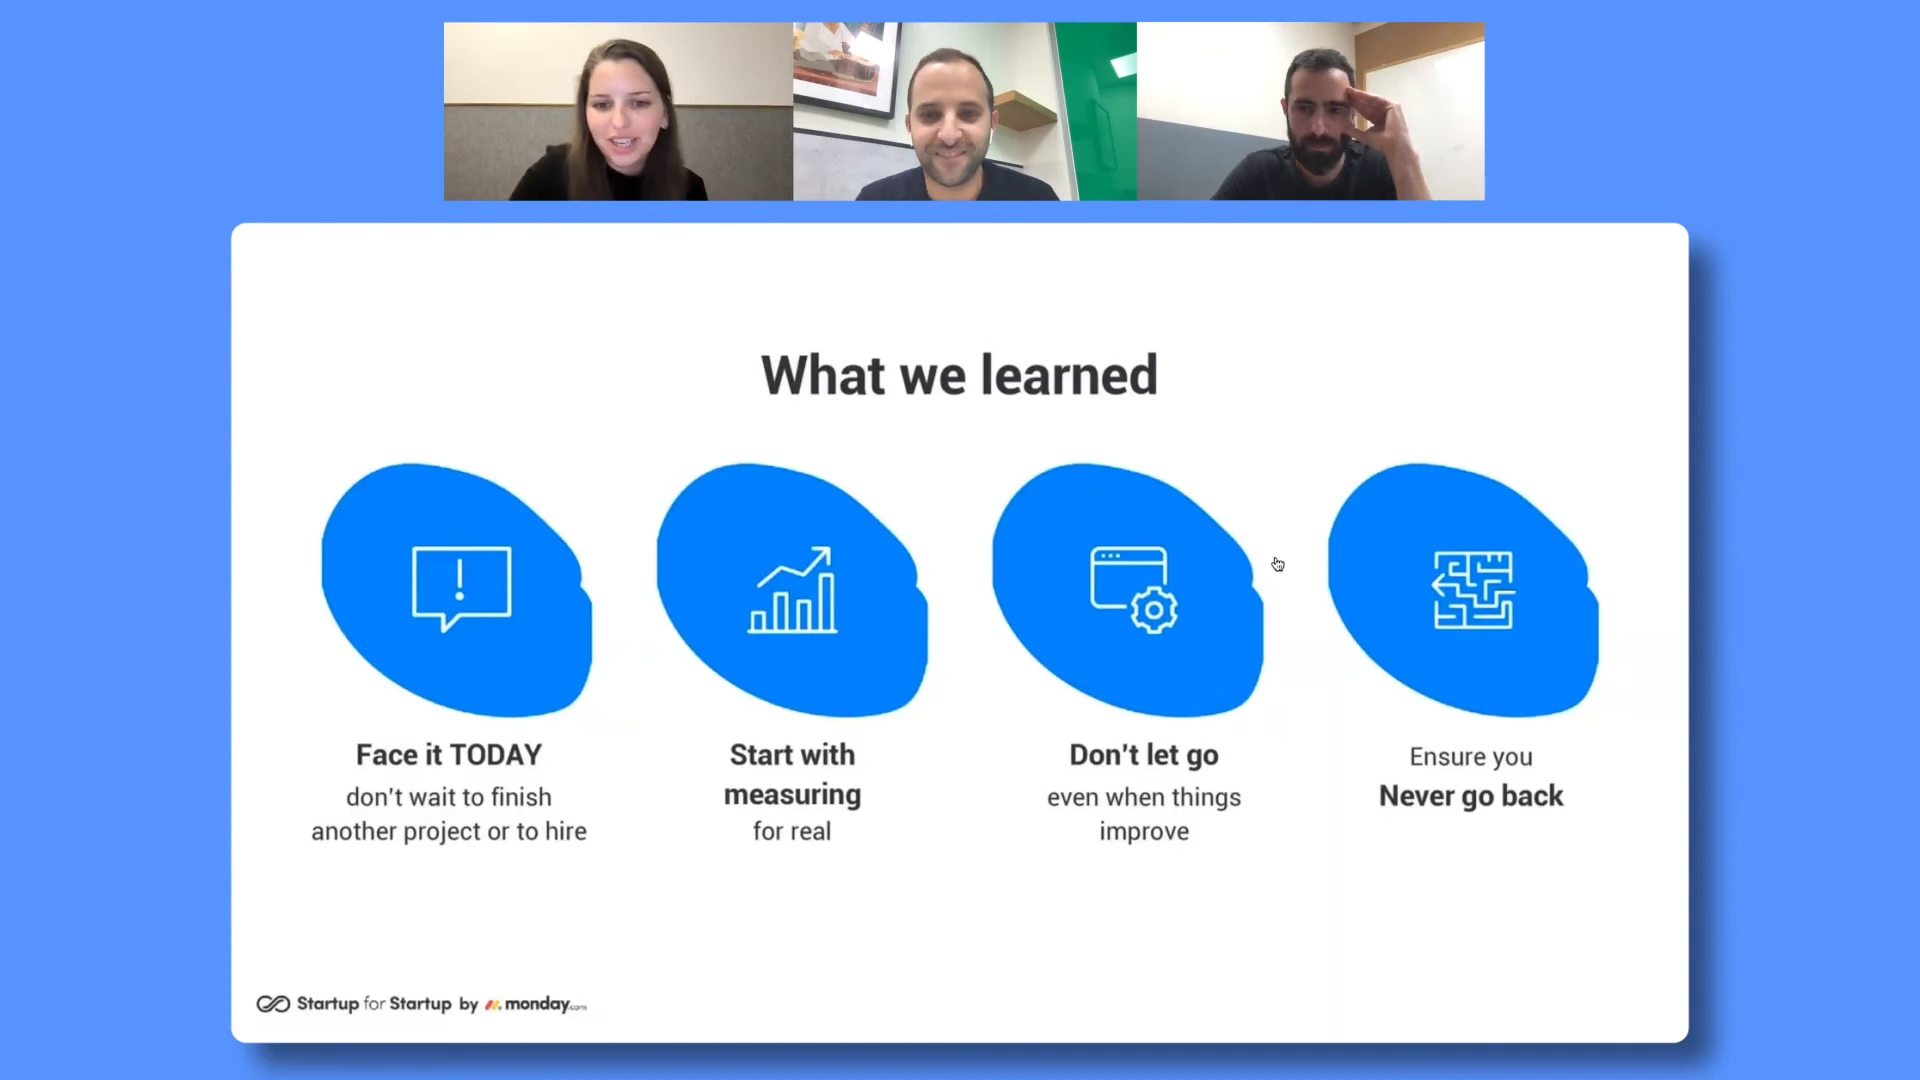 What we learned
Face it TODAY
don't wait to finish
another project or to hire
Start with
measuring
for real
Don't let go
even when things
improve
Ensure you
Never go back
Startup for Startup by monday.com